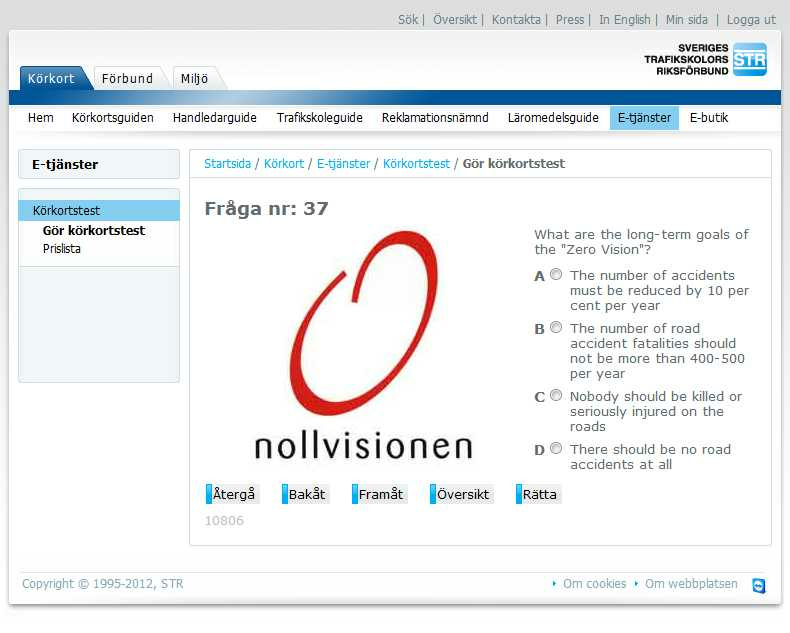 Sök | Översikt | Kontakta | Press | In English | Min sida | Logga ut
SVERIGES
TRAFIKSKOLORS
RIKSFÖRBUND
STR
Körkort Förbund Miljö
Hem Körkortsguiden Handledarguide Trafikskoleguide Reklamationsnämnd Läromedelsguide E-tjänster E-butik
E-tjänster
Körkortstest
Gör körkortstest
Prislista
Startsida / Körkort / E-tjänster / Körkortstest / Gör körkortstest
Fråga nr: 37
nollvisionen
What are the long-term goals of
the "Zero Vision"?
A The number of accidents
must be reduced by 10 per
cent per year
B The number of road
accident fatalities should
not be more than 400-500
per year
C Nobody should be killed or
seriously injured on the
roads
D There should be no road
accidents at all
Återgå Bakåt Framåt Översikt Rätta
10806
Copyright © 1995-2012, STR Om cookies Om webbplatsen